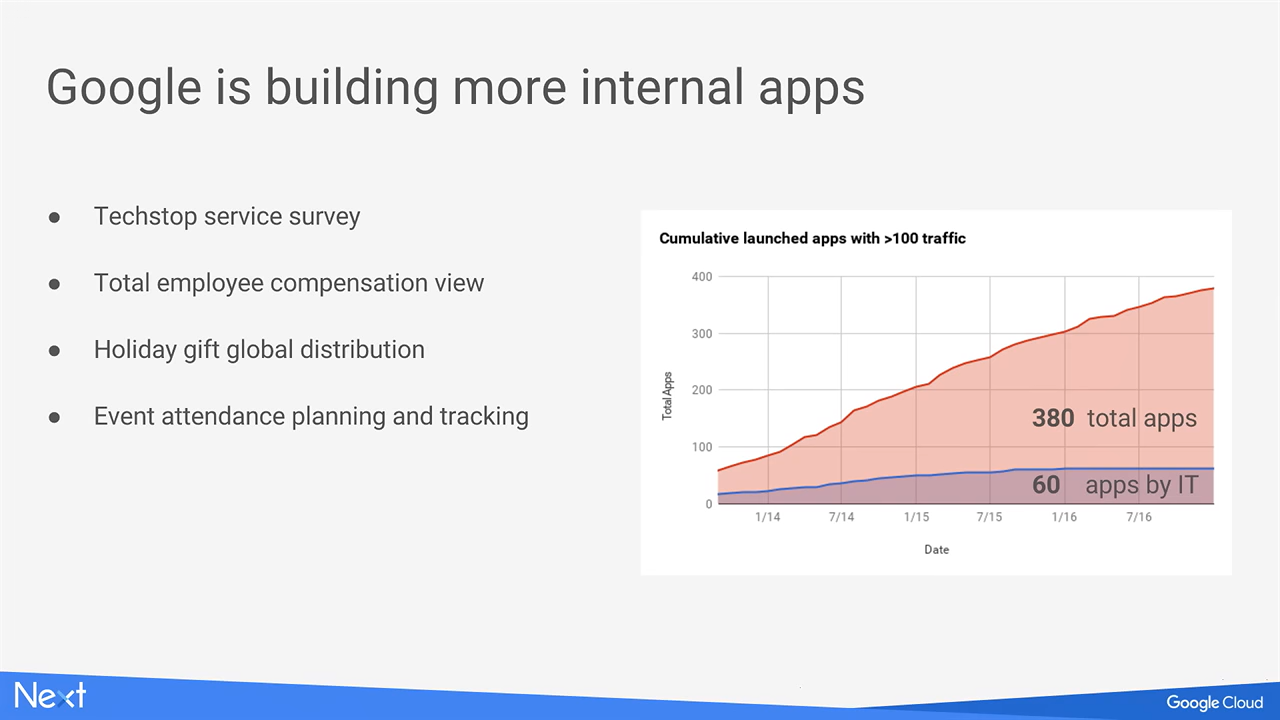 Google is building more internal apps
● Techstop service survey
● Total employee compensation view
● Holiday gift global distribution
● Event attendance planning and tracking
Cumulative launched apps with >100 traffic
Total Apps
400
300
200
100
0
380 total apps
60 apps by IT
1/14 7/14 1/15 7/15 1/16 7/16
Date
Next
Google Cloud